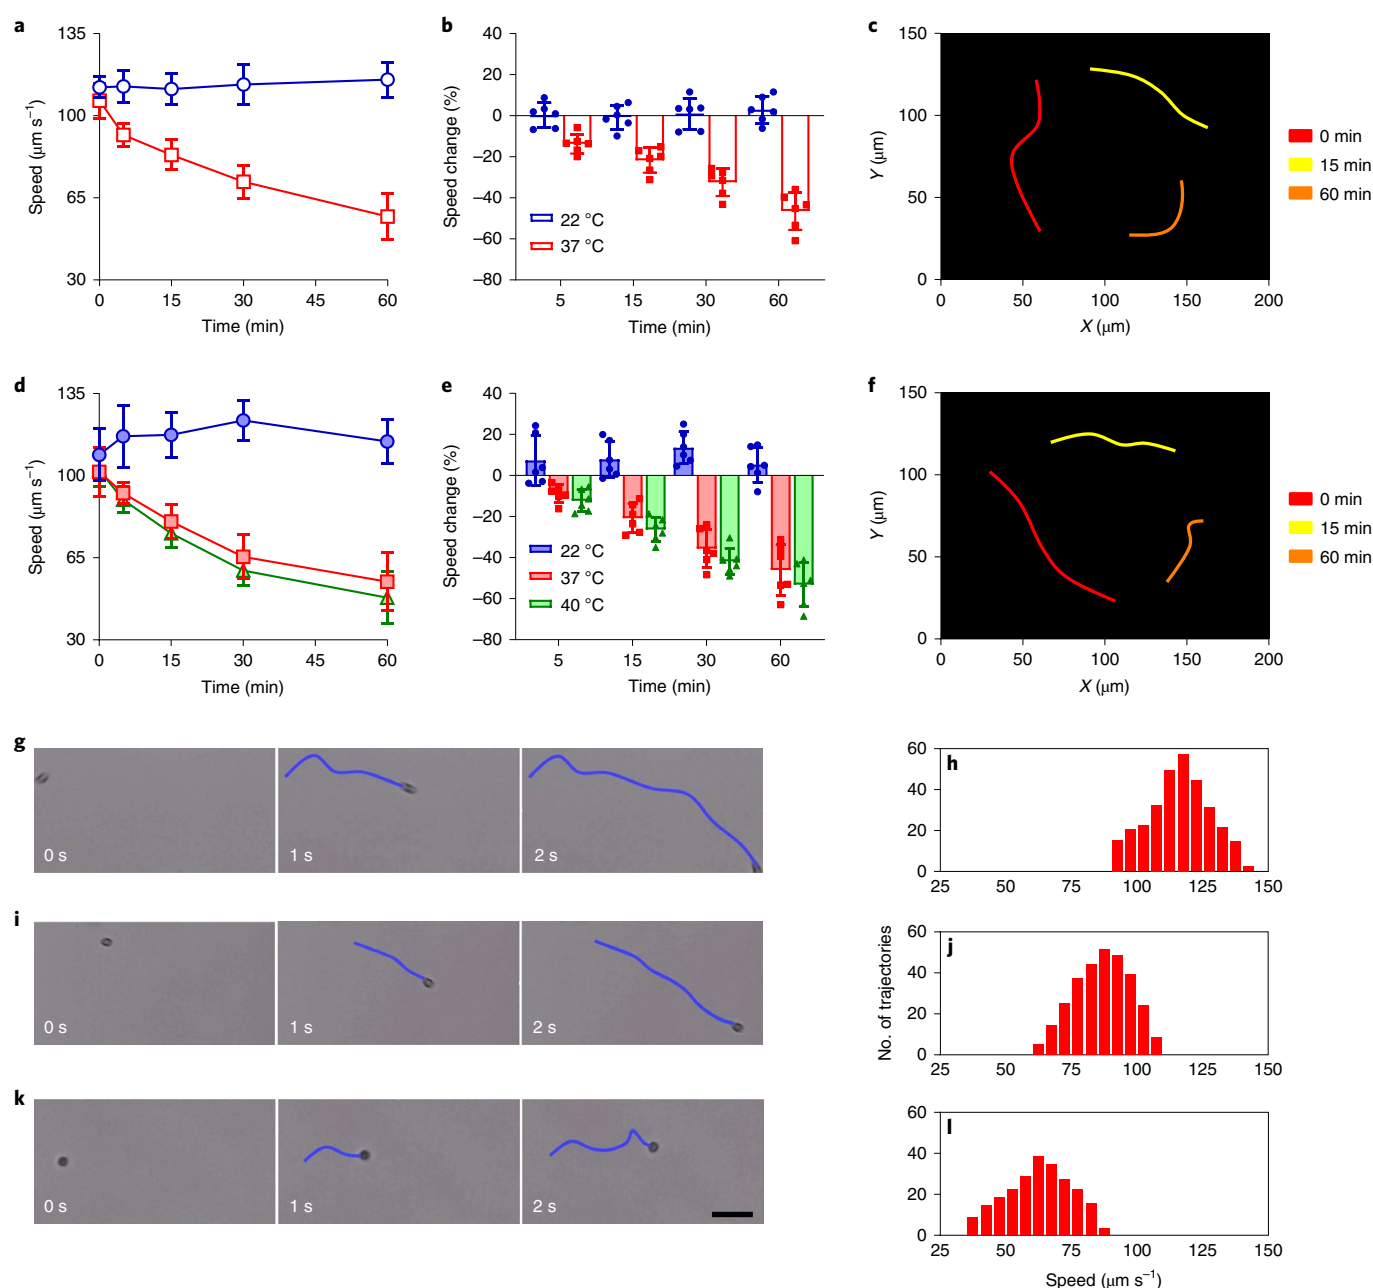 a
135
100
65
30
Speed (µm s⁻¹)
0 15 30 45 60
Time (min)
b
40
20
0
–20
–40
–60
–80
Speed change (%)
22 °C
37 °C
5 15 30 60
Time (min)
c
150
100
50
0
Y (µm)
0 50 100 150 200
X (µm)
0 min
15 min
60 min
d
135
100
65
30
Speed (µm s⁻¹)
0 15 30 45 60
Time (min)
e
40
20
0
–20
–40
–60
–80
Speed change (%)
22 °C
37 °C
40 °C
5 15 30 60
Time (min)
f
150
100
50
0
Y (µm)
0 50 100 150 200
X (µm)
0 min
15 min
60 min
g
0 s 1 s 2 s
h
60
40
20
0
25 50 75 100 125 150
i
0 s 1 s 2 s
j
60
40
20
0
No. of trajectories
25 50 75 100 125 150
k
0 s 1 s 2 s
l
60
40
20
0
25 50 75 100 125 150
Speed (µm s⁻¹)